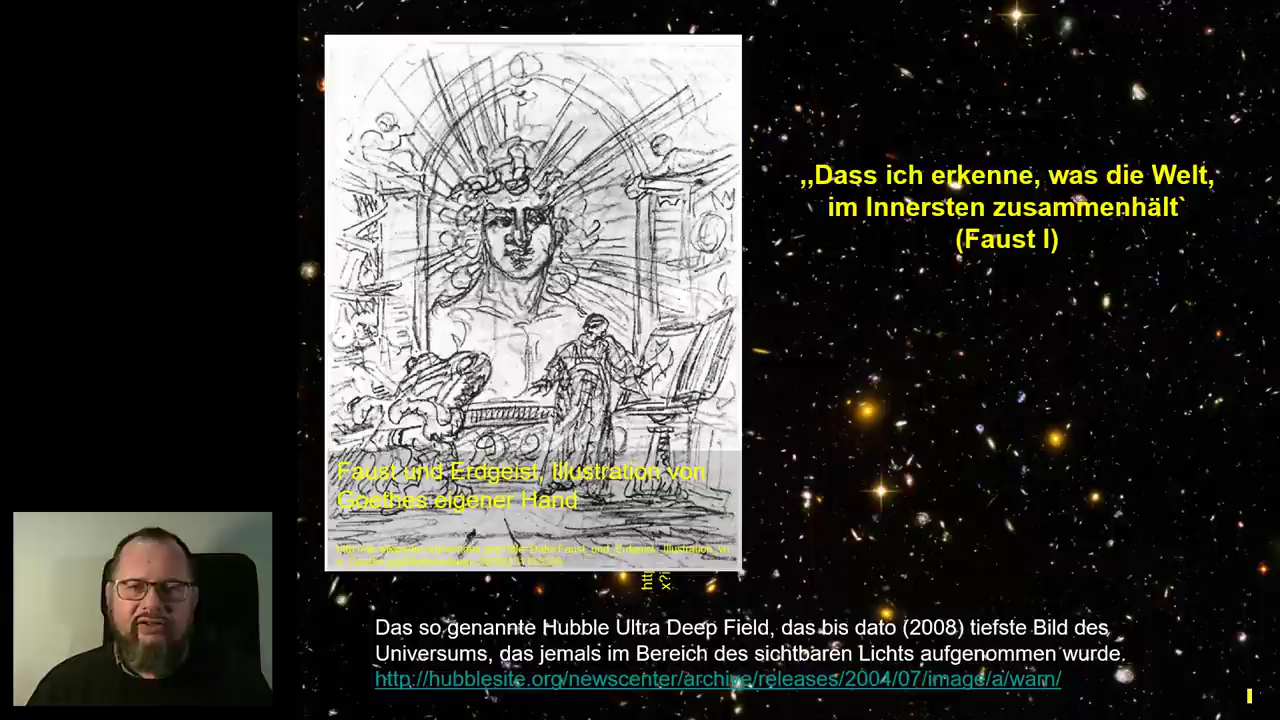 ,,Dass ich erkenne, was die Welt,
im Innersten zusammenhält`
(Faust I)
Faust und Erdgeist, Illustration von
Goethes eigener Hand
Das so genannte Hubble Ultra Deep Field, das bis dato (2008) tiefste Bild des
Universums, das jemals im Bereich des sichtbaren Lichts aufgenommen wurde.
http://hubblesite.org/newscenter/archive/releases/2004/07/image/a/warn/